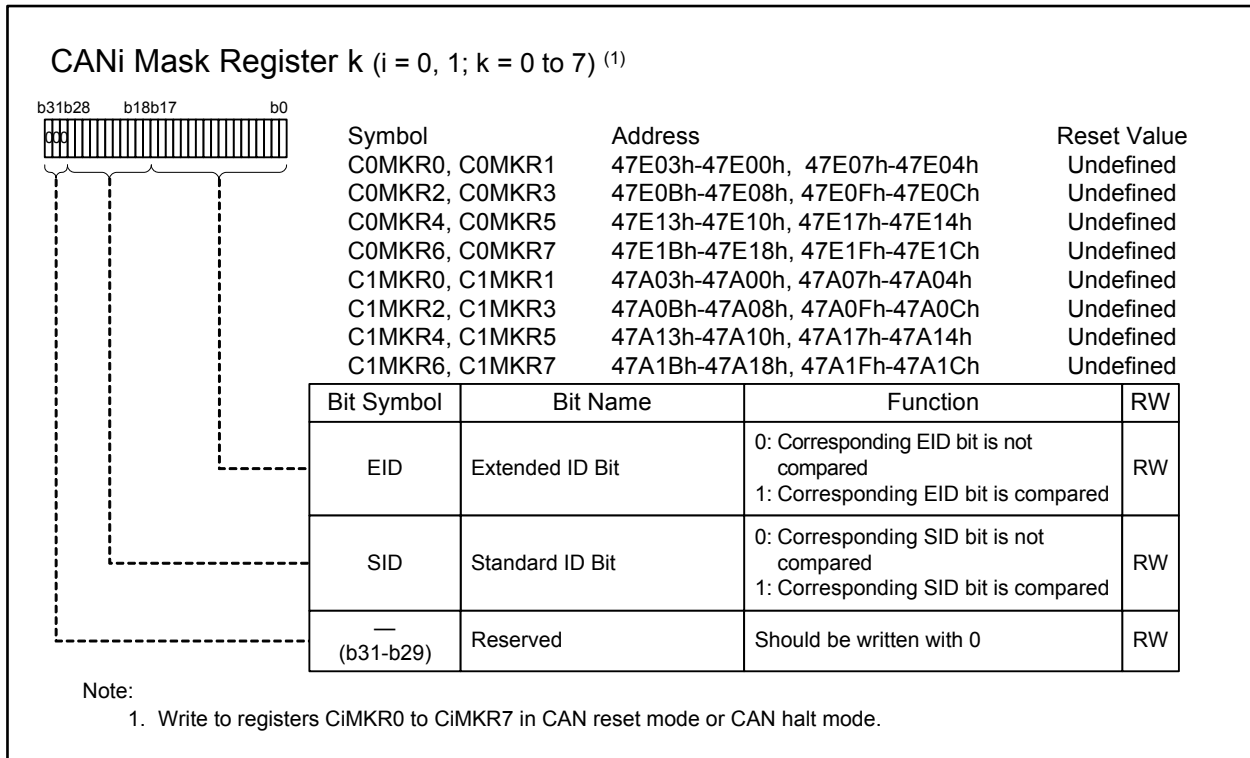 CANi Mask Register k (i = 0, 1; k = 0 to 7) (1)
b31b28 b18b17 b0
000
Symbol Address Reset Value
C0MKR0, C0MKR1 47E03h-47E00h, 47E07h-47E04h Undefined
C0MKR2, C0MKR3 47E0Bh-47E08h, 47E0Fh-47E0Ch Undefined
C0MKR4, C0MKR5 47E13h-47E10h, 47E17h-47E14h Undefined
C0MKR6, C0MKR7 47E1Bh-47E18h, 47E1Fh-47E1Ch Undefined
C1MKR0, C1MKR1 47A03h-47A00h, 47A07h-47A04h Undefined
C1MKR2, C1MKR3 47A0Bh-47A08h, 47A0Fh-47A0Ch Undefined
C1MKR4, C1MKR5 47A13h-47A10h, 47A17h-47A14h Undefined
C1MKR6, C1MKR7 47A1Bh-47A18h, 47A1Fh-47A1Ch Undefined
Bit Symbol Bit Name Function RW
EID Extended ID Bit 0: Corresponding EID bit is not
compared
1: Corresponding EID bit is compared RW
SID Standard ID Bit 0: Corresponding SID bit is not
compared
1: Corresponding SID bit is compared RW
—
(b31-b29) Reserved Should be written with 0 RW
Note:
1. Write to registers CiMKR0 to CiMKR7 in CAN reset mode or CAN halt mode.